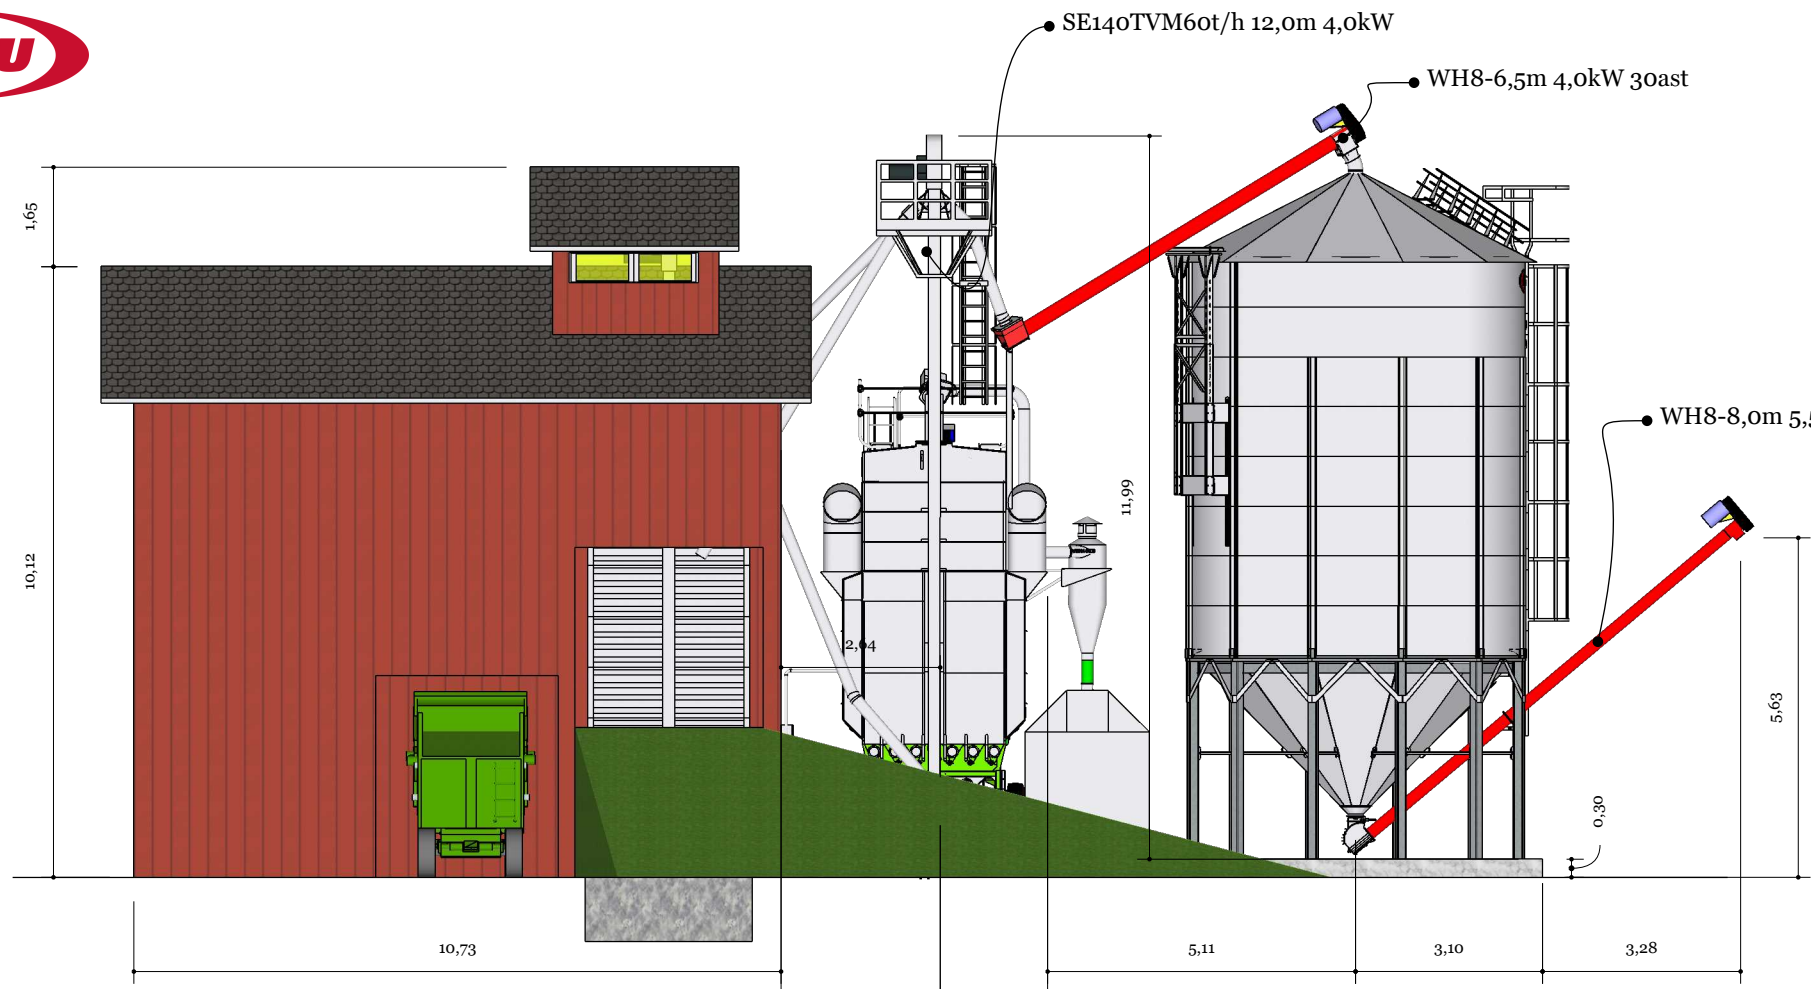 U
SE140TVM60t/h 12,0m 4,0kW
WH8-6,5m 4,0kW 30ast
1,65
10,12
11,99
WH8-8,0m 5,
2,64
5,63
0,30
10,73
5,11
3,10
3,28